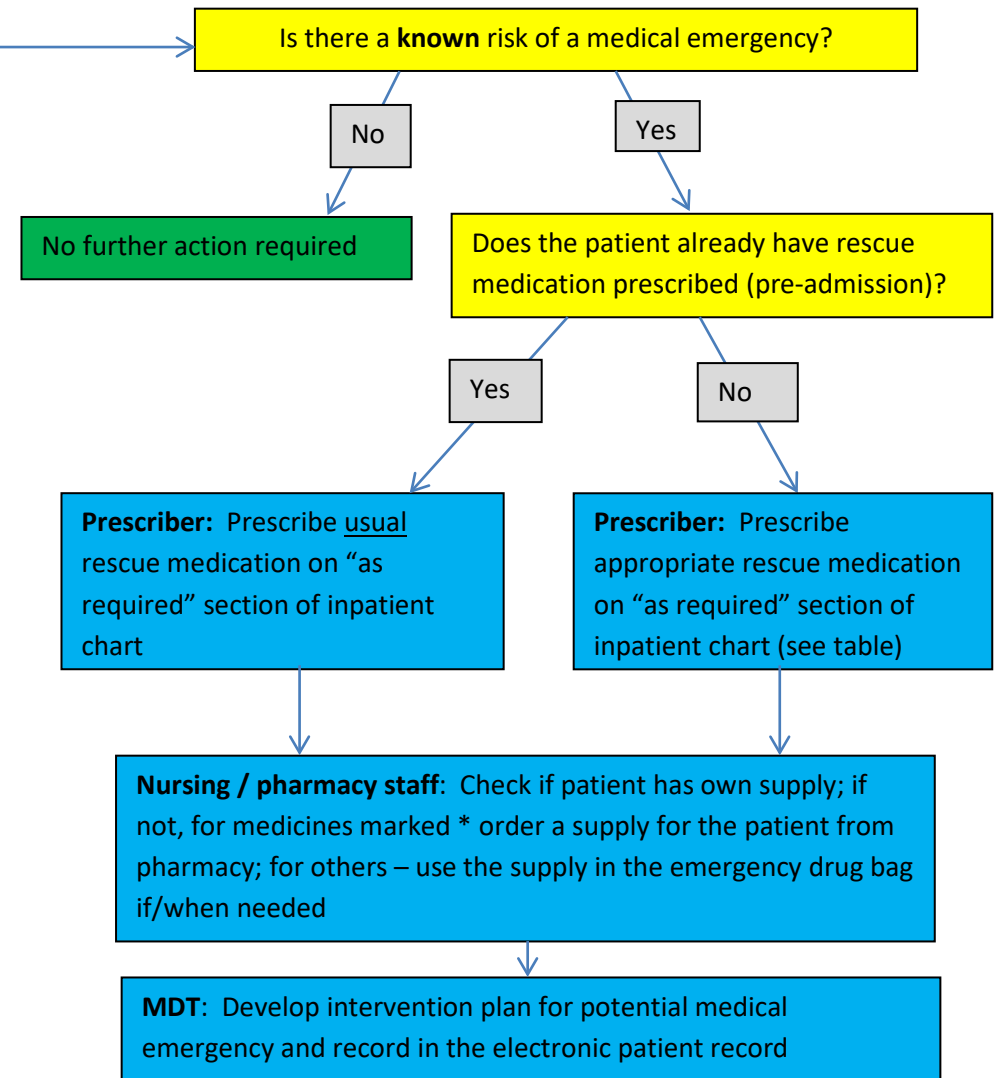 Is there a known risk of a medical emergency?
No
Yes
No further action required
Does the patient already have rescue
medication prescribed (pre-admission)?
Yes
No
Prescriber:  Prescribe usual
rescue medication on “as
required” section of inpatient
chart
Prescriber:  Prescribe
appropriate rescue medication
on “as required” section of
inpatient chart (see table)
Nursing / pharmacy staff:  Check if patient has own supply; if
not, for medicines marked * order a supply for the patient from
pharmacy; for others – use the supply in the emergency drug bag
if/when needed
MDT:  Develop intervention plan for potential medical
emergency and record in the electronic patient record